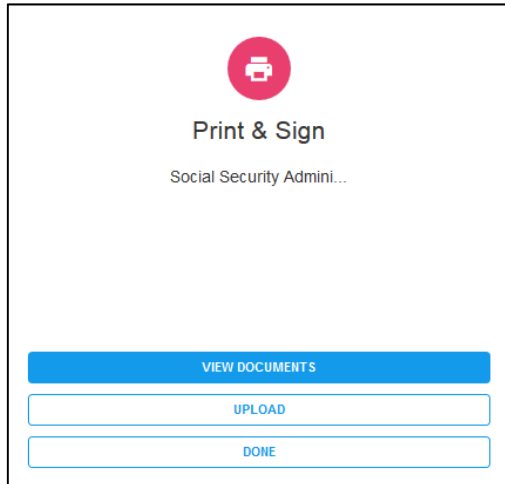 Print & Sign
Social Security Admini...
VIEW DOCUMENTS
UPLOAD
DONE